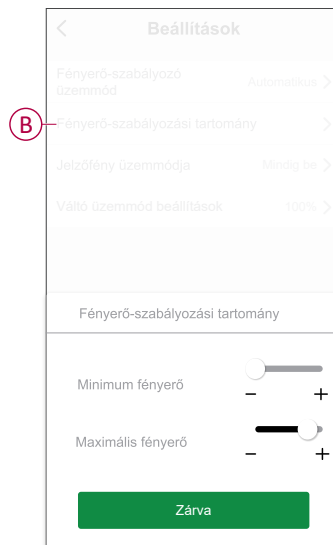 Beállítások
Fényerő-szabályozó
üzemmód
Automatikus
B
Fényerő-szabályozási tartomány
Jelzőfény üzemmódja
Mindig be
Váltó üzemmód beállítások
100%
Fényerő-szabályozási tartomány
Minimum fényerő
- +
Maximális fényerő
- +
Zárva